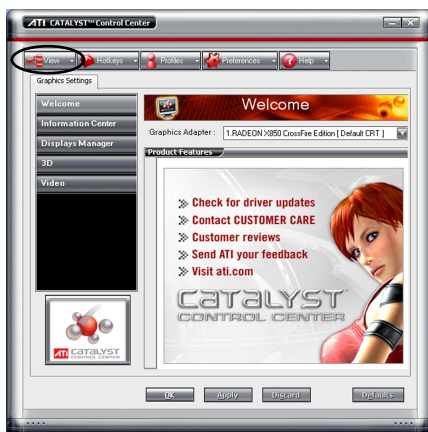 ATI CATALYST™ Control Center
View Hotkeys Profiles Preferences Help
Graphics Settings
Welcome
Information Center
Displays Manager
3D
Video
Welcome
Graphics Adapter : 1.RADEON X850 CrossFire Edition [ Default CRT ]
Product Features
Check for driver updates
Contact CUSTOMER CARE
Customer reviews
Send ATI your feedback
Visit ati.com
CATALYST
CONTROL CENTER
ATI CATALYST
CONTROL CENTER
OK Apply Discard Defaults